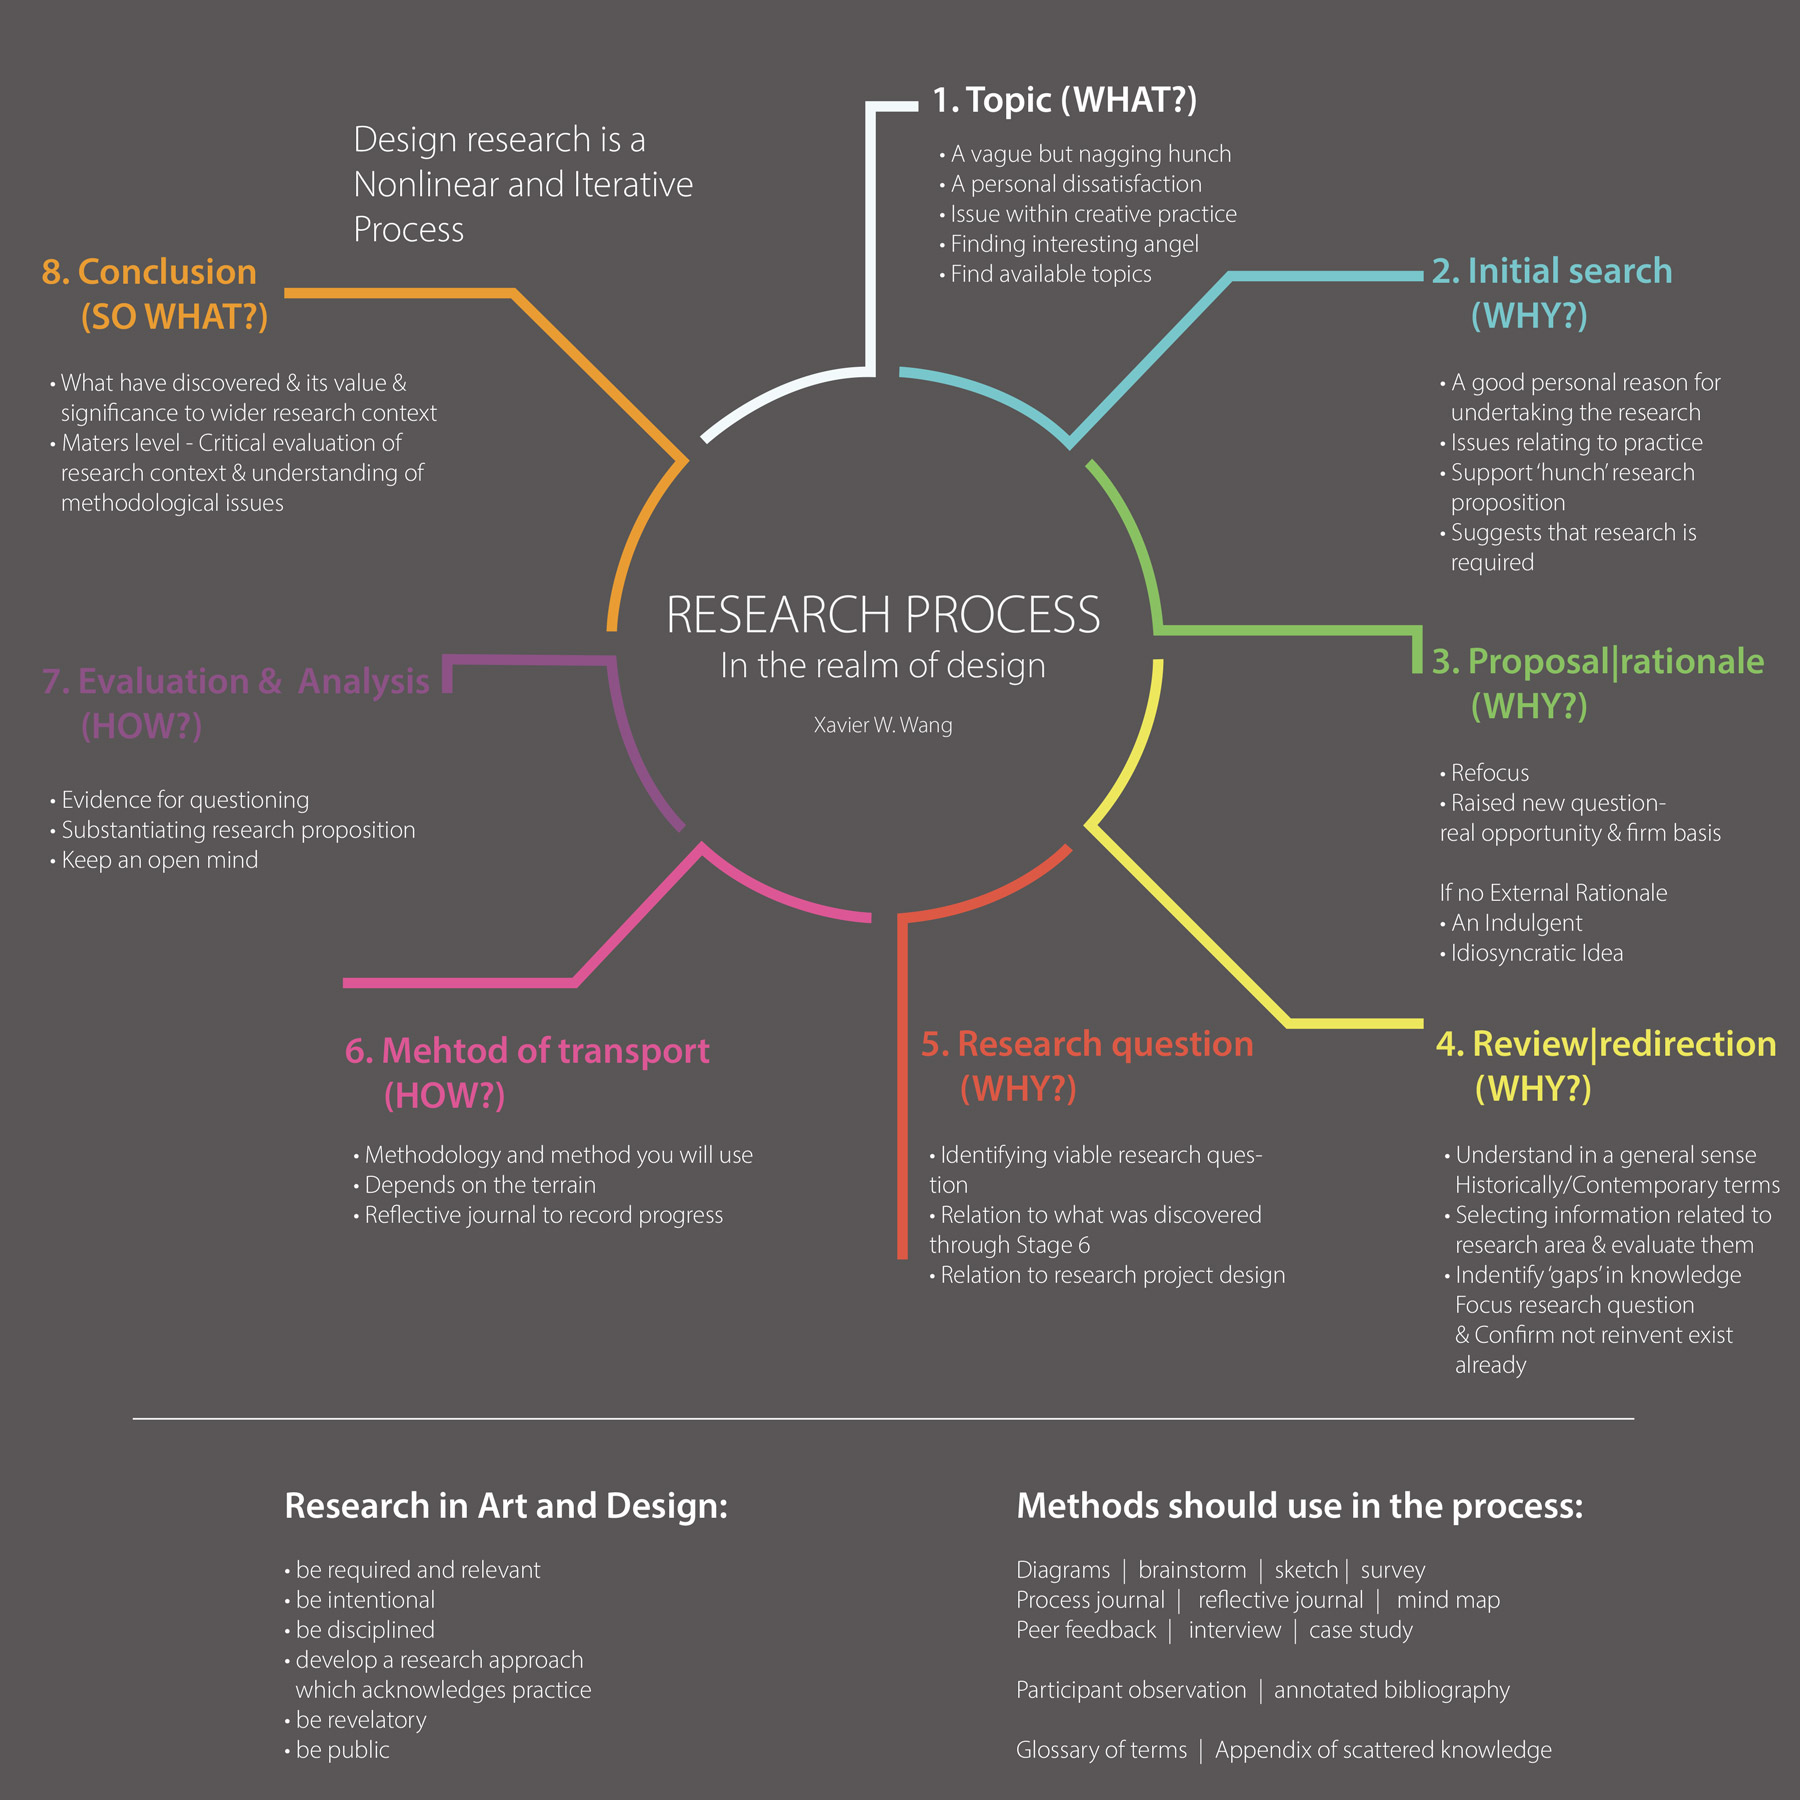 Design research is a
Nonlinear and Iterative
Process
1. Topic (WHAT?)
• A vague but nagging hunch
• A personal dissatisfaction
• Issue within creative practice
• Finding interesting angel
• Find available topics
2. Initial search
(WHY?)
• A good personal reason for
undertaking the research
• Issues relating to practice
• Support ‘hunch’ research
proposition
• Suggests that research is
required
3. Proposal|rationale
(WHY?)
• Refocus
• Raised new question-
real opportunity & firm basis
If no External Rationale
• An Indulgent
• Idiosyncratic Idea
4. Review|redirection
(WHY?)
• Understand in a general sense
Historically/Contemporary terms
• Selecting information related to
research area & evaluate them
• Indentify ‘gaps’ in knowledge
Focus research question
& Confirm not reinvent exist
already
5. Research question
(WHY?)
• Identifying viable research ques-
tion
• Relation to what was discovered
through Stage 6
• Relation to research project design
6. Mehtod of transport
(HOW?)
• Methodology and method you will use
• Depends on the terrain
• Reflective journal to record progress
7. Evaluation & Analysis
(HOW?)
• Evidence for questioning
• Substantiating research proposition
• Keep an open mind
8. Conclusion
(SO WHAT?)
• What have discovered & its value &
significance to wider research context
• Maters level - Critical evaluation of
research context & understanding of
methodological issues
RESEARCH PROCESS
In the realm of design
Xavier W. Wang
Research in Art and Design:
• be required and relevant
• be intentional
• be disciplined
• develop a research approach
which acknowledges practice
• be revelatory
• be public
Methods should use in the process:
Diagrams | brainstorm | sketch | survey
Process journal | reflective journal | mind map
Peer feedback | interview | case study
Participant observation | annotated bibliography
Glossary of terms | Appendix of scattered knowledge